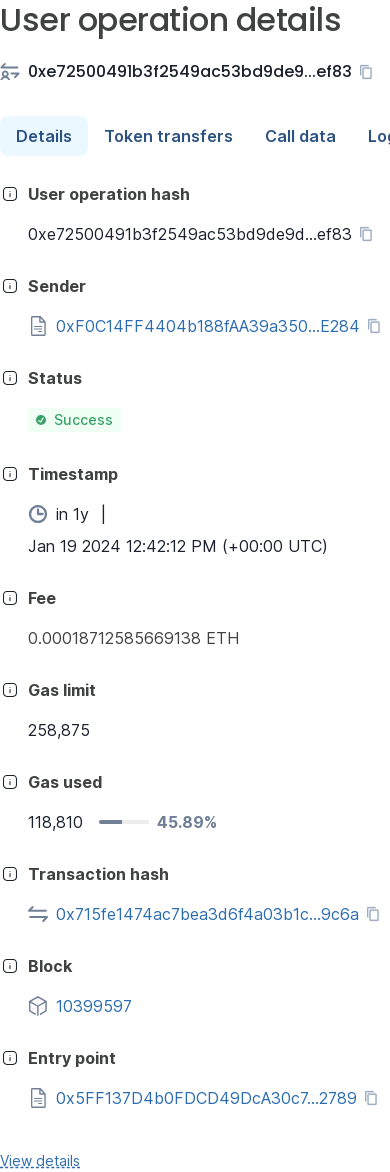 User operation details
0xe72500491b3f2549ac53bd9de9...ef83
Details Token transfers Call data Log
User operation hash
0xe72500491b3f2549ac53bd9de9d...ef83
Sender
0xF0C14FF4404b188fAA39a350...E284
Status
Success
Timestamp
in 1y |
Jan 19 2024 12:42:12 PM (+00:00 UTC)
Fee
0.00018712585669138 ETH
Gas limit
258,875
Gas used
118,810 45.89%
Transaction hash
0x715fe1474ac7bea3d6f4a03b1c...9c6a
Block
10399597
Entry point
0x5FF137D4b0FDCD49DcA30c7...2789
View details